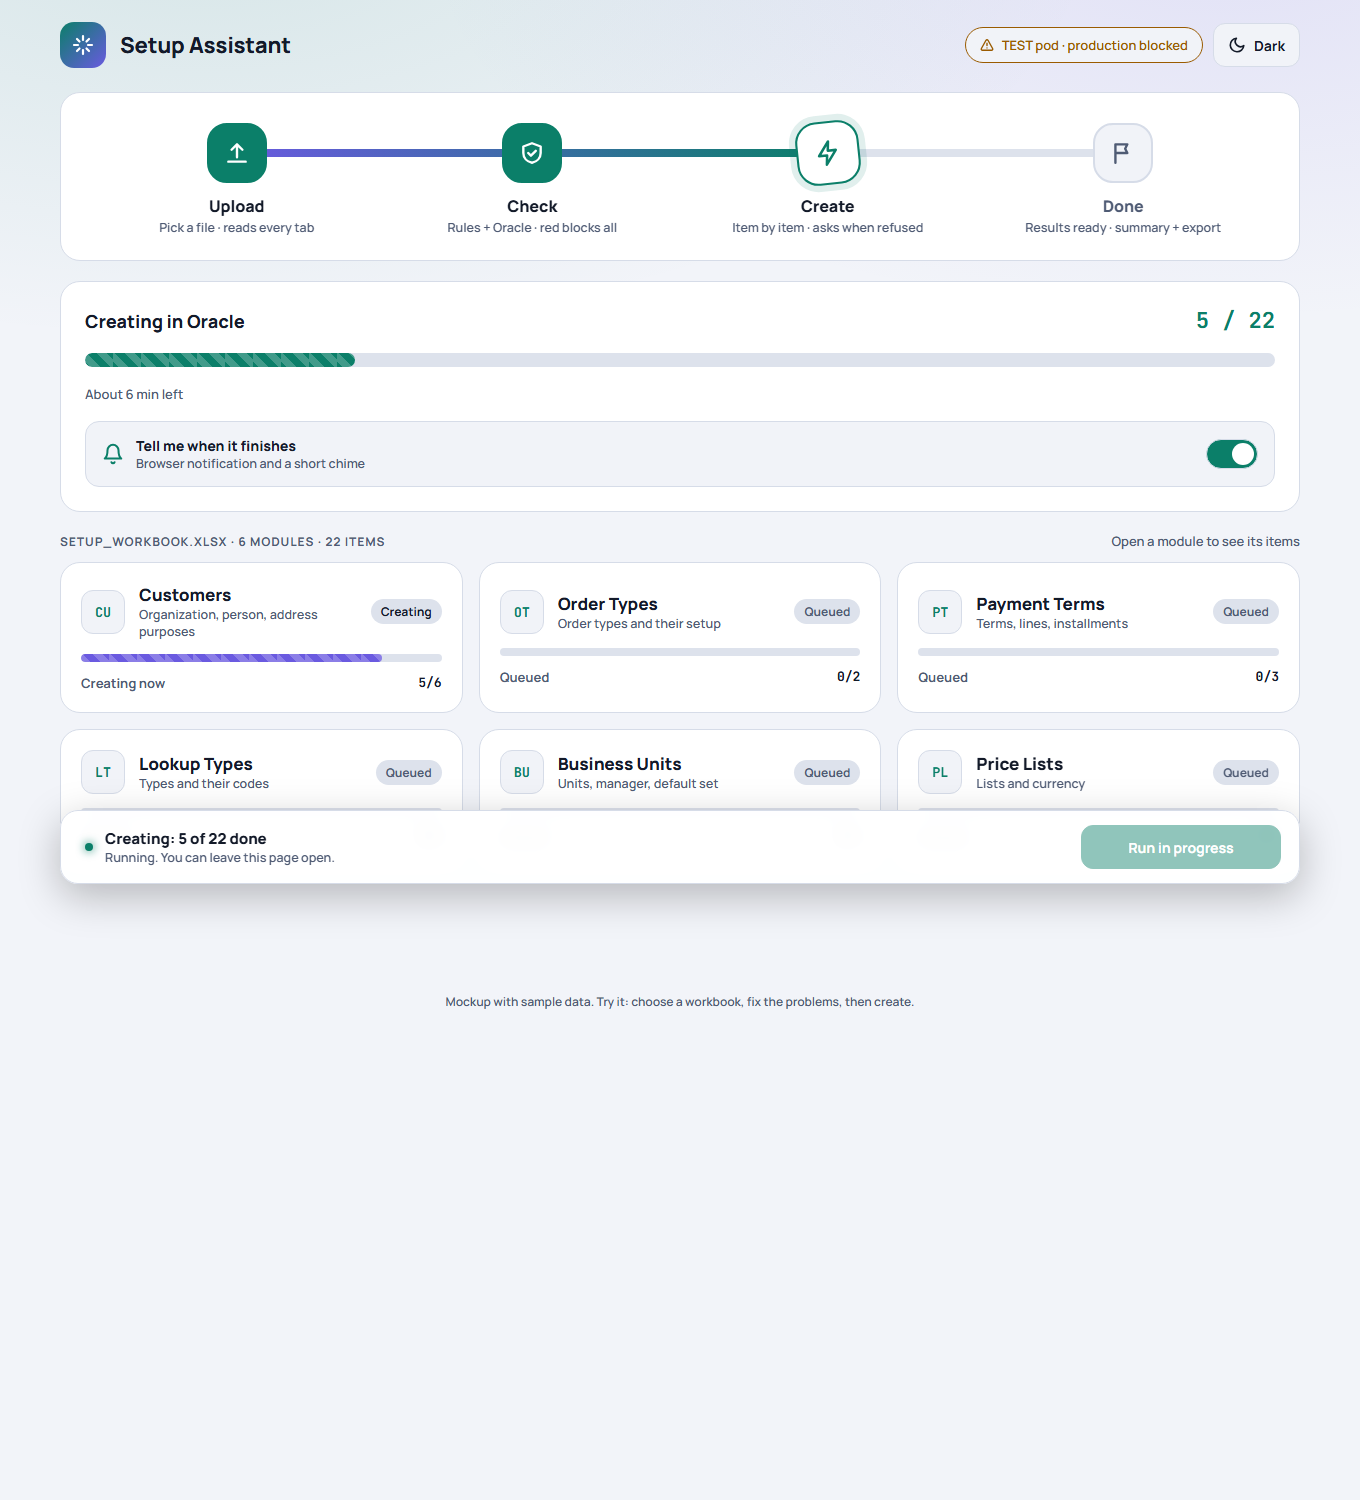 Setup Assistant
TEST pod · production blocked
Dark
Upload
Pick a file · reads every tab
Check
Rules + Oracle · red blocks all
Create
Item by item · asks when refused
Done
Results ready · summary + export
Creating in Oracle
5 / 22
About 6 min left
Tell me when it finishes
Browser notification and a short chime
SETUP_WORKBOOK.XLSX · 6 MODULES · 22 ITEMS
Open a module to see its items
CU
Customers
Organization, person, address
purposes
Creating
Creating now
5/6
OT
Order Types
Order types and their setup
Queued
Queued
0/2
PT
Payment Terms
Terms, lines, installments
Queued
Queued
0/3
LT
Lookup Types
Types and their codes
Queued
BU
Business Units
Units, manager, default set
Queued
PL
Price Lists
Lists and currency
Queued
Creating: 5 of 22 done
Running. You can leave this page open.
Run in progress
Mockup with sample data. Try it: choose a workbook, fix the problems, then create.